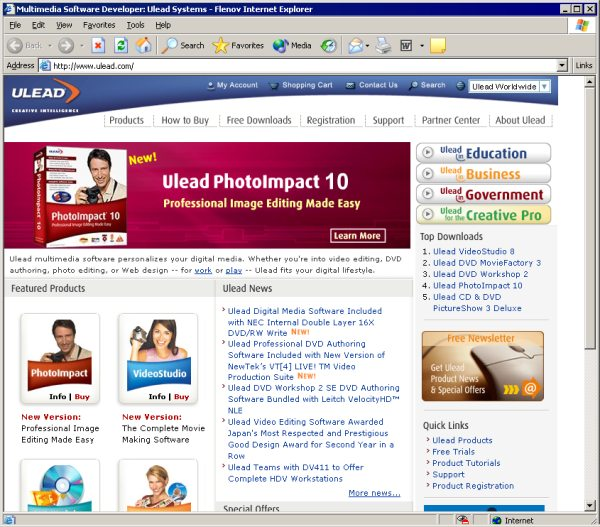 Multimedia Software Developer: Ulead Systems - Flenov Internet Explorer
File Edit View Favorites Tools Help
Back Search Favorites Media
Address http://www.ulead.com/ Links
ULEAD
CREATIVE INTELLIGENCE
My Account Shopping Cart Contact Us Search Ulead Worldwide
Products How to Buy Free Downloads Registration Support Partner Center About Ulead
ULEAD
PhotoImpact 10
New!
Ulead PhotoImpact 10
Professional Image Editing Made Easy
Learn More
Ulead in Education
Ulead in Business
Ulead in Government
Ulead for the Creative Pro
Ulead multimedia software personalizes your digital media. Whether you're into video editing, DVD
authoring, photo editing, or Web design -- for work or play -- Ulead fits your digital lifestyle.
Top Downloads
1. Ulead VideoStudio 8
2. Ulead DVD MovieFactory 3
3. Ulead DVD Workshop 2
4. Ulead PhotoImpact 10
5. Ulead CD & DVD
PictureShow 3 Deluxe
Featured Products
PhotoImpact
Info | Buy
New Version:
Professional Image
Editing Made Easy
VideoStudio
Info | Buy
New Version:
The Complete Movie
Making Software
Ulead News
Ulead Digital Media Software Included
with NEC Internal Double Layer 16X
DVD/RW Write NEW!
Ulead Professional DVD Authoring
Software Included with New Version of
NewTek's VT[4] LIVE! TM Video
Production Suite NEW!
Ulead DVD Workshop 2 SE DVD Authoring
Software Bundled with Leitch VelocityHD™
NLE
Ulead Video Editing Software Awarded
Japan's Most Respected and Prestigious
Good Design Award for Second Year in a
Row
Ulead Teams with DV411 to Offer
Complete HDV Workstations
More news...
Special Offers
Free Newsletter
Get Ulead
Product News
& Special Offers
Quick Links
Ulead Products
Free Trials
Product Tutorials
Support
Product Registration
Internet